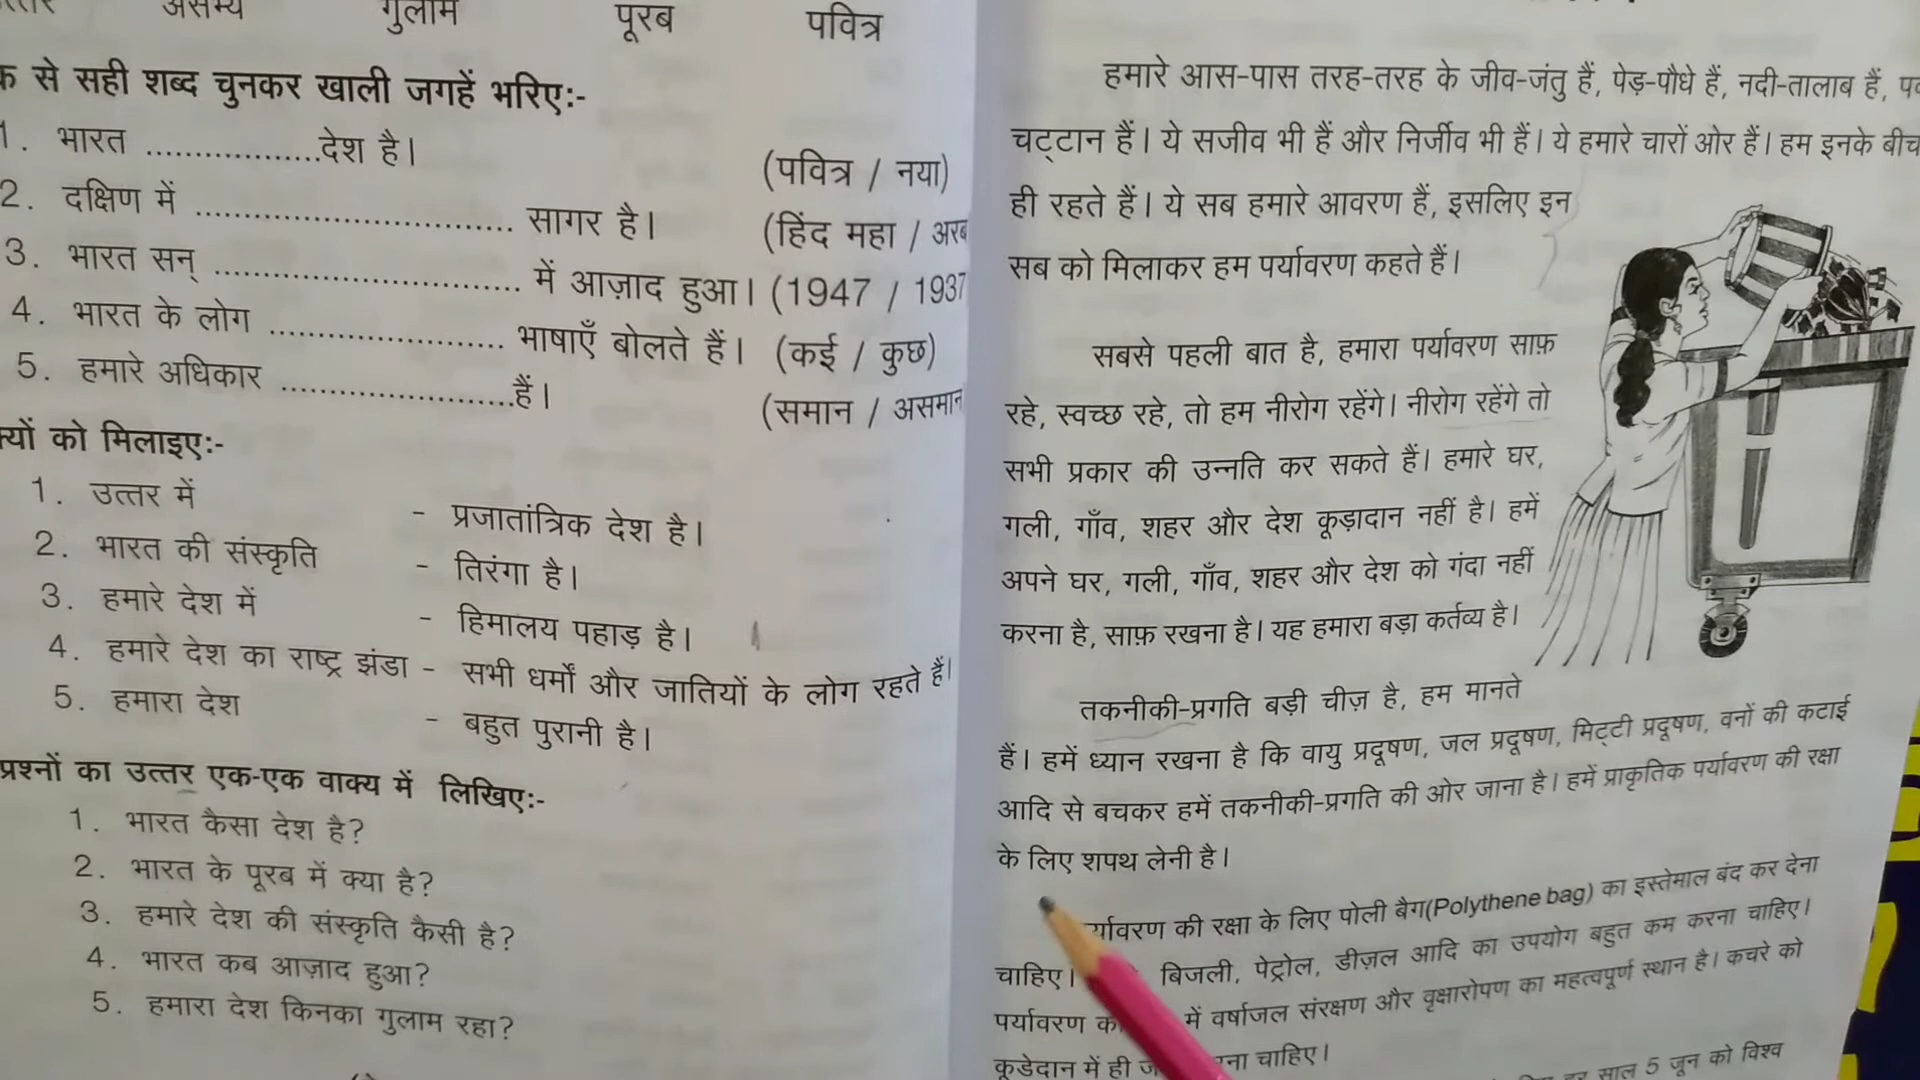 असभ्य गुलाम पूरब पवित्र
से सही शब्द चुनकर खाली जगहें भरिए:-
1. भारत ..................देश है। (पवित्र / नया)
2. दक्षिण में ................................. सागर है। (हिंद महा / अरब
3. भारत सन् ................................ में आज़ाद हुआ। (1947 / 1937
4. भारत के लोग ......................... भाषाएँ बोलते हैं। (कई / कुछ)
5. हमारे अधिकार ........................हैं। (समान / असमान
को मिलाइए:-
1. उत्तर में - प्रजातांत्रिक देश है।
2. भारत की संस्कृति - तिरंगा है।
3. हमारे देश में - हिमालय पहाड़ है।
4. हमारे देश का राष्ट्र झंडा - सभी धर्मों और जातियों के लोग रहते हैं।
5. हमारा देश - बहुत पुरानी है।
प्रश्नों का उत्तर एक-एक वाक्य में लिखिए:-
1. भारत कैसा देश है?
2. भारत के पूरब में क्या है?
3. हमारे देश की संस्कृति कैसी है?
4. भारत कब आज़ाद हुआ?
5. हमारा देश किनका गुलाम रहा?
हमारे आस-पास तरह-तरह के जीव-जंतु हैं, पेड़-पौधे हैं, नदी-तालाब हैं,
चट्टान हैं। ये सजीव भी हैं और निर्जीव भी हैं। ये हमारे चारों ओर हैं। हम इनके बीच
ही रहते हैं। ये सब हमारे आवरण हैं, इसलिए इन
सब को मिलाकर हम पर्यावरण कहते हैं।
सबसे पहली बात है, हमारा पर्यावरण साफ़
रहे, स्वच्छ रहे, तो हम नीरोग रहेंगे। नीरोग रहेंगे तो
सभी प्रकार की उन्नति कर सकते हैं। हमारे घर,
गली, गाँव, शहर और देश कूड़ादान नहीं है। हमें
अपने घर, गली, गाँव, शहर और देश को गंदा नहीं
करना है, साफ़ रखना है। यह हमारा बड़ा कर्तव्य है।
तकनीकी-प्रगति बड़ी चीज़ है, हम मानते
हैं। हमें ध्यान रखना है कि वायु प्रदूषण, जल प्रदूषण, मिट्टी प्रदूषण, वनों की कटाई
आदि से बचकर हमें तकनीकी-प्रगति की ओर जाना है। हमें प्राकृतिक पर्यावरण की रक्षा
के लिए शपथ लेनी है।
र्यावरण की रक्षा के लिए पोली बैग(Polythene bag) का इस्तेमाल बंद कर देना
चाहिए। बिजली, पेट्रोल, डीज़ल आदि का उपयोग बहुत कम करना चाहिए।
पर्यावरण में वर्षाजल संरक्षण और वृक्षारोपण का महत्वपूर्ण स्थान है। कचरे को
कूडेदान में ही चाहिए।
हर साल 5 जून को विश्व